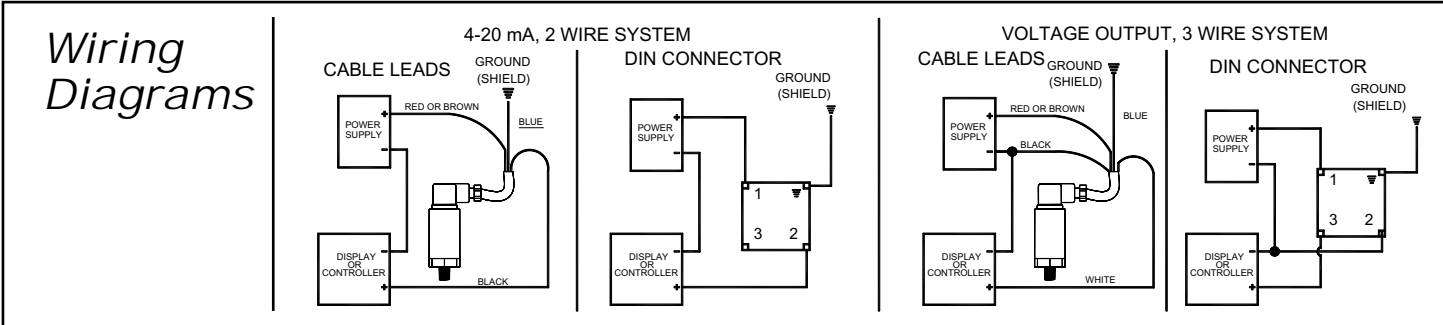 Wiring
Diagrams
4-20 mA, 2 WIRE SYSTEM
CABLE LEADS
GROUND
(SHIELD)
RED OR BROWN
BLUE
POWER
SUPPLY
+
-
DISPLAY
OR
CONTROLLER
-
+
BLACK
DIN CONNECTOR
GROUND
(SHIELD)
POWER
SUPPLY
+
-
1
3 2
DISPLAY
OR
CONTROLLER
-
+
VOLTAGE OUTPUT, 3 WIRE SYSTEM
CABLE LEADS
GROUND
(SHIELD)
RED OR BROWN
BLUE
POWER
SUPPLY
+
-
BLACK
DISPLAY
OR
CONTROLLER
-
+
WHITE
DIN CONNECTOR
GROUND
(SHIELD)
POWER
SUPPLY
+
-
1
3 2
DISPLAY
OR
CONTROLLER
-
+